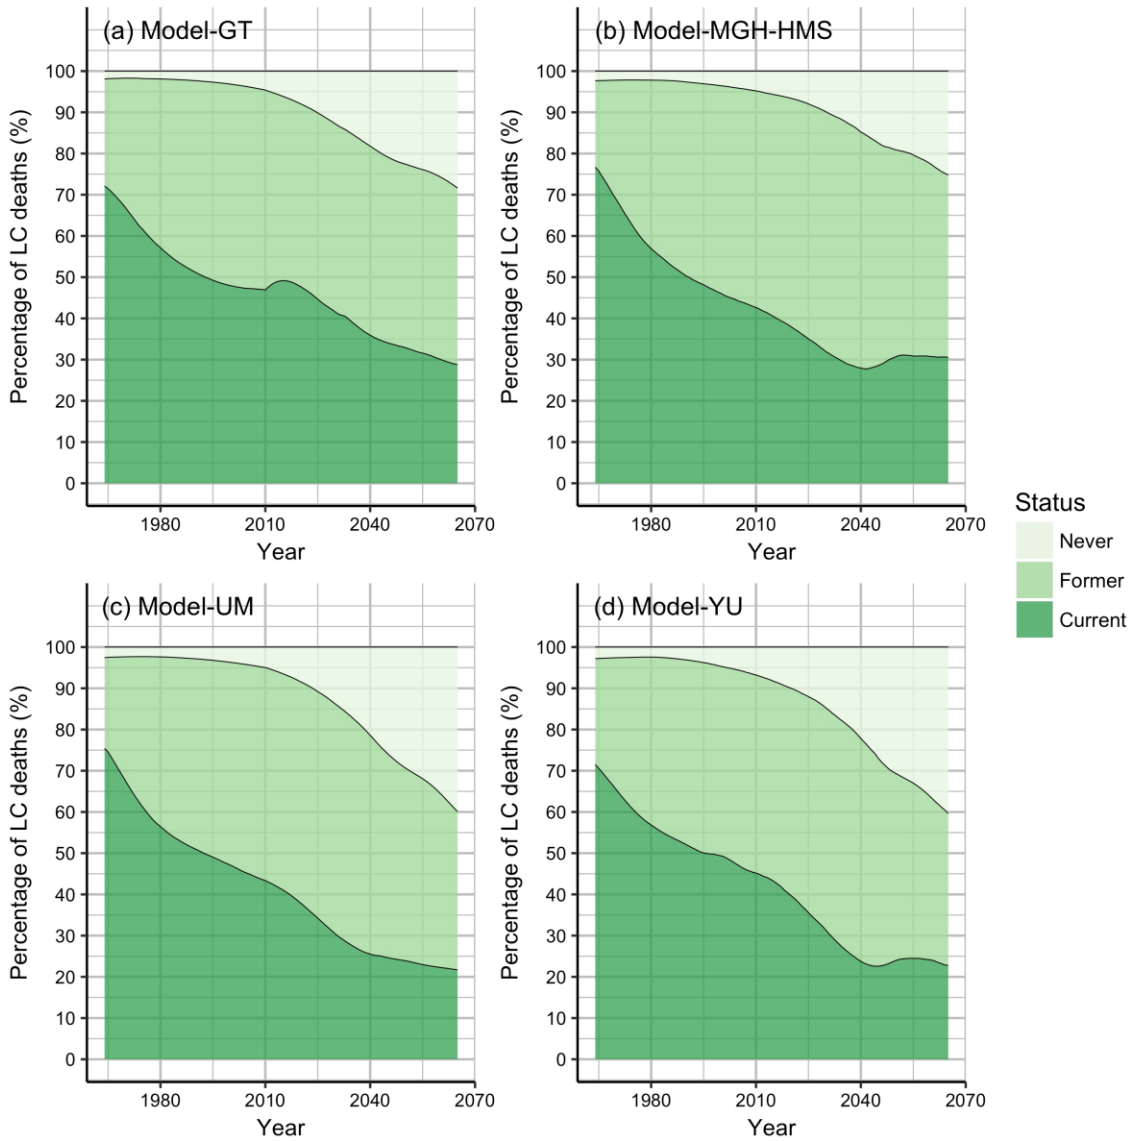 (a) Model-GT
Percentage of LC deaths (%)
100
90
80
70
60
50
40
30
20
10
0
1980 2010 2040 2070
Year
(b) Model-MGH-HMS
Percentage of LC deaths (%)
100
90
80
70
60
50
40
30
20
10
0
1980 2010 2040 2070
Year
(c) Model-UM
Percentage of LC deaths (%)
100
90
80
70
60
50
40
30
20
10
0
1980 2010 2040 2070
Year
(d) Model-YU
Percentage of LC deaths (%)
100
90
80
70
60
50
40
30
20
10
0
1980 2010 2040 2070
Year
Status
Never
Former
Current